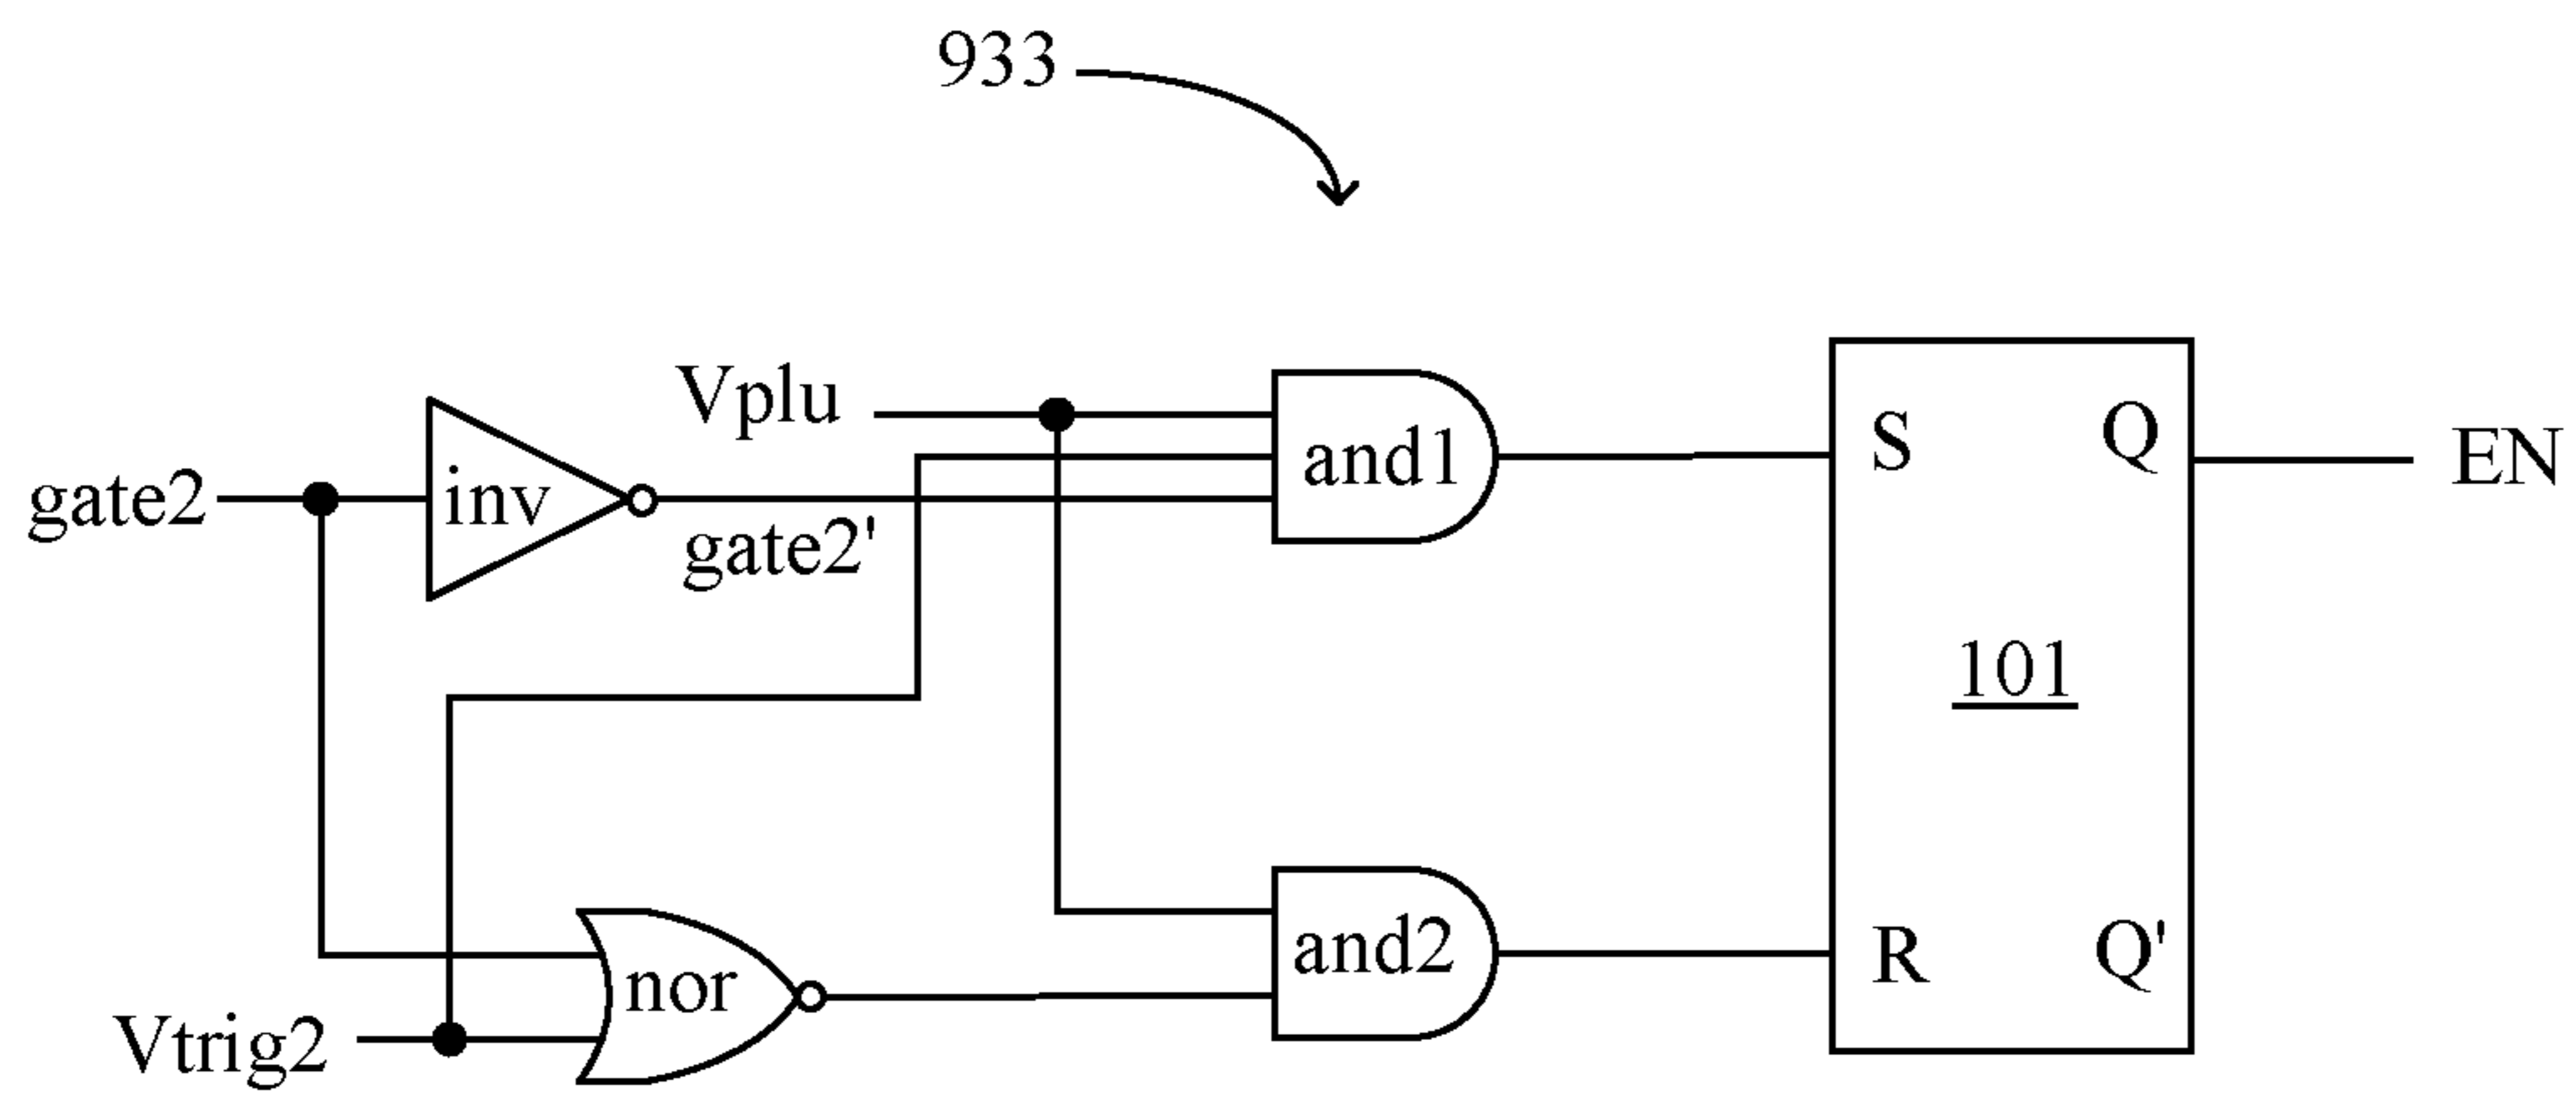 933
Vplu
gate2
inv
gate2'
and1
S
Q
EN
101
nor
Vtrig2
and2
R
Q'